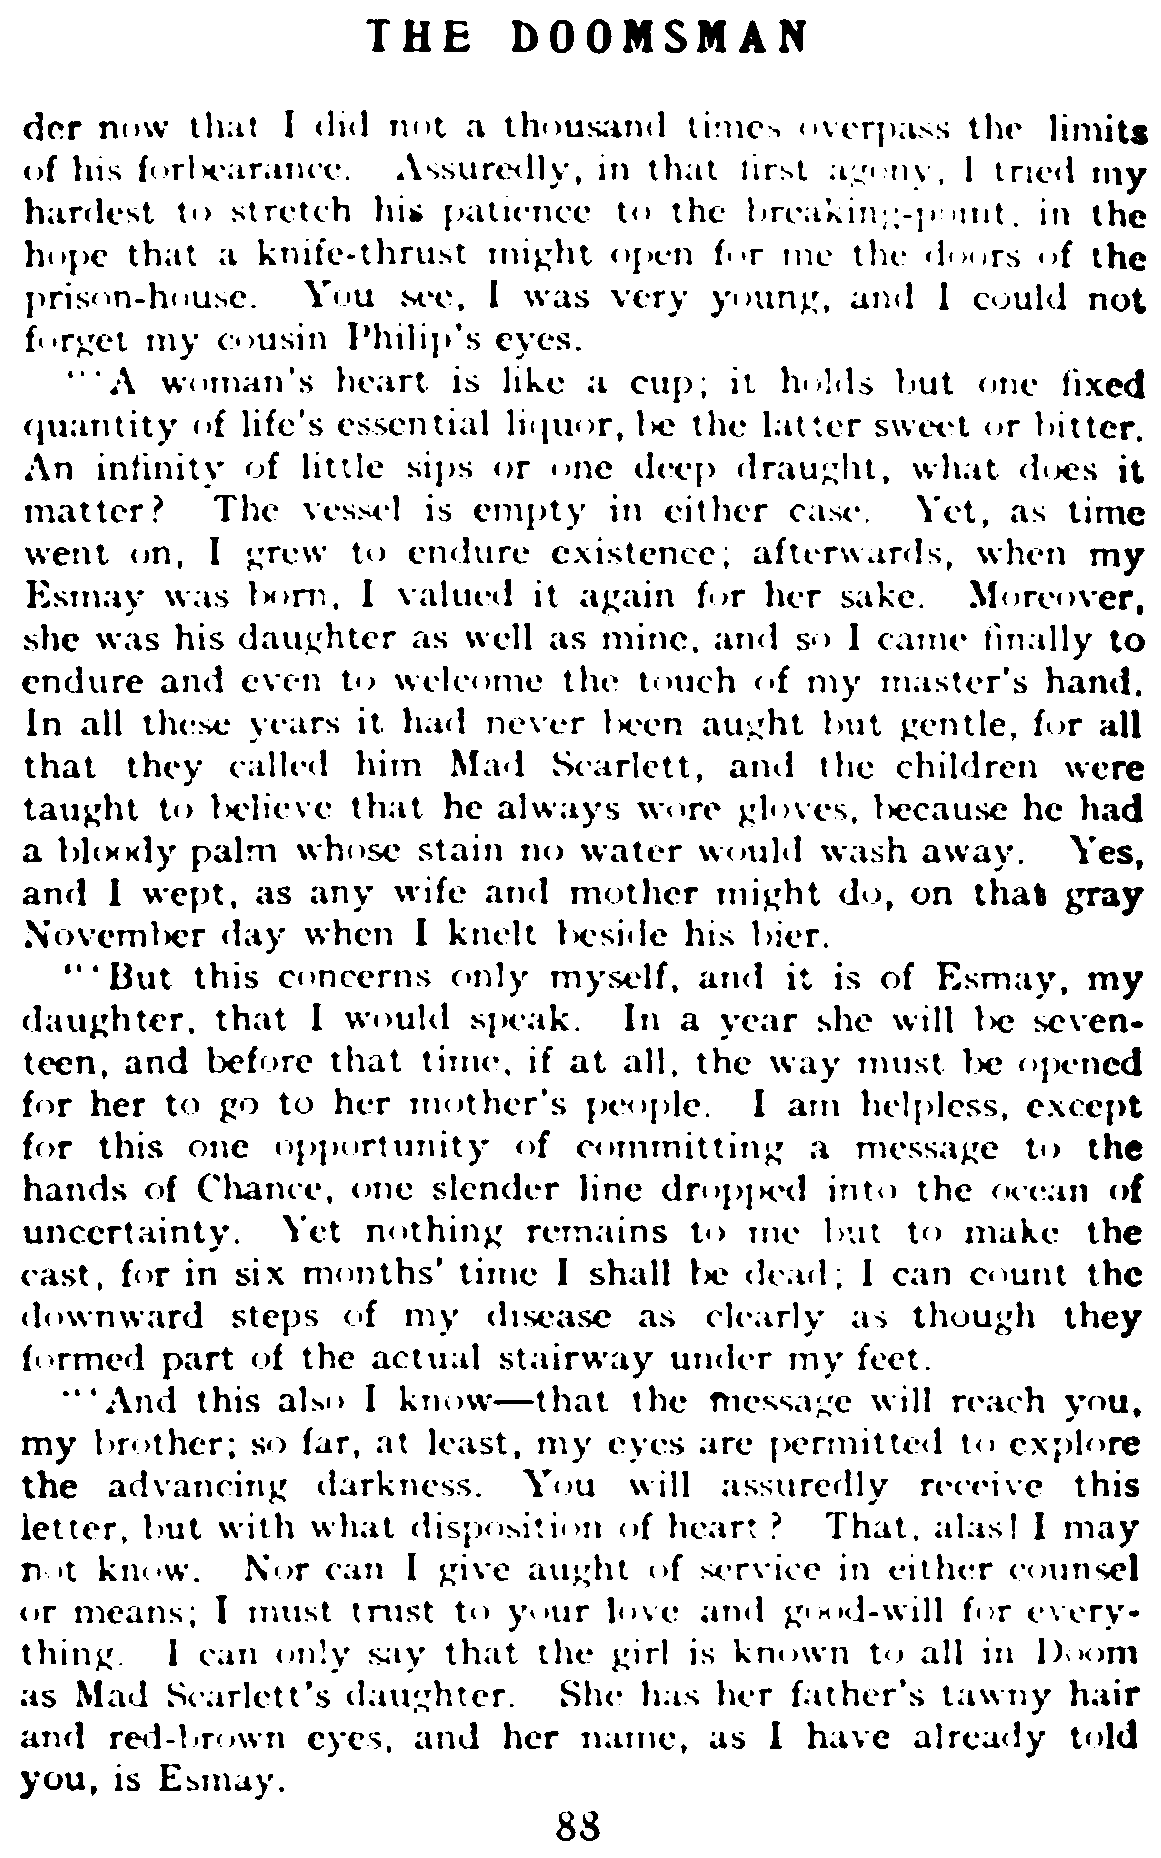 THE DOOMSMAN
der now that I did not a thousand times overpass the limits
of his forbearance. Assuredly, in that first agony, I tried my
hardest to stretch his patience to the breaking-point, in the
hope that a knife-thrust might open for me the doors of the
prison-house. You see, I was very young, and I could not
forget my cousin Philip's eyes.
"'A woman's heart is like a cup; it holds but one fixed
quantity of life's essential liquor, be the latter sweet or bitter.
An infinity of little sips or one deep draught, what does it
matter? The vessel is empty in either case. Yet, as time
went on, I grew to endure existence; afterwards, when my
Esmay was born, I valued it again for her sake. Moreover,
she was his daughter as well as mine, and so I came finally to
endure and even to welcome the touch of my master's hand.
In all these years it had never been aught but gentle, for all
that they called him Mad Scarlett, and the children were
taught to believe that he always wore gloves, because he had
a bloody palm whose stain no water would wash away. Yes,
and I wept, as any wife and mother might do, on that gray
November day when I knelt beside his bier.
"'But this concerns only myself, and it is of Esmay, my
daughter, that I would speak. In a year she will be seven-
teen, and before that time, if at all, the way must be opened
for her to go to her mother's people. I am helpless, except
for this one opportunity of committing a message to the
hands of Chance, one slender line dropped into the ocean of
uncertainty. Yet nothing remains to me but to make the
cast, for in six months' time I shall be dead; I can count the
downward steps of my disease as clearly as though they
formed part of the actual stairway under my feet.
"'And this also I know—that the message will reach you,
my brother; so far, at least, my eyes are permitted to explore
the advancing darkness. You will assuredly receive this
letter, but with what disposition of heart? That, alas! I may
not know. Nor can I give aught of service in either counsel
or means; I must trust to your love and good-will for every-
thing. I can only say that the girl is known to all in Doom
as Mad Scarlett's daughter. She has her father's tawny hair
and red-brown eyes, and her name, as I have already told
you, is Esmay.
88